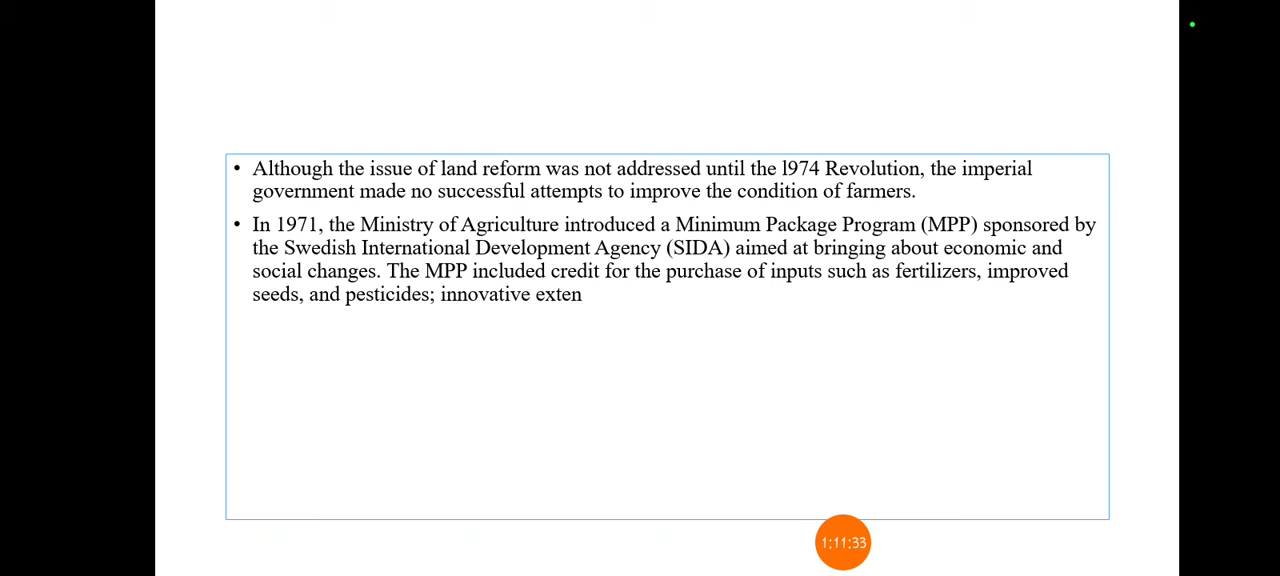 • Although the issue of land reform was not addressed until the l974 Revolution, the imperial
government made no successful attempts to improve the condition of farmers.
• In 1971, the Ministry of Agriculture introduced a Minimum Package Program (MPP) sponsored by
the Swedish International Development Agency (SIDA) aimed at bringing about economic and
social changes. The MPP included credit for the purchase of inputs such as fertilizers, improved
seeds, and pesticides; innovative exten
1:11:33